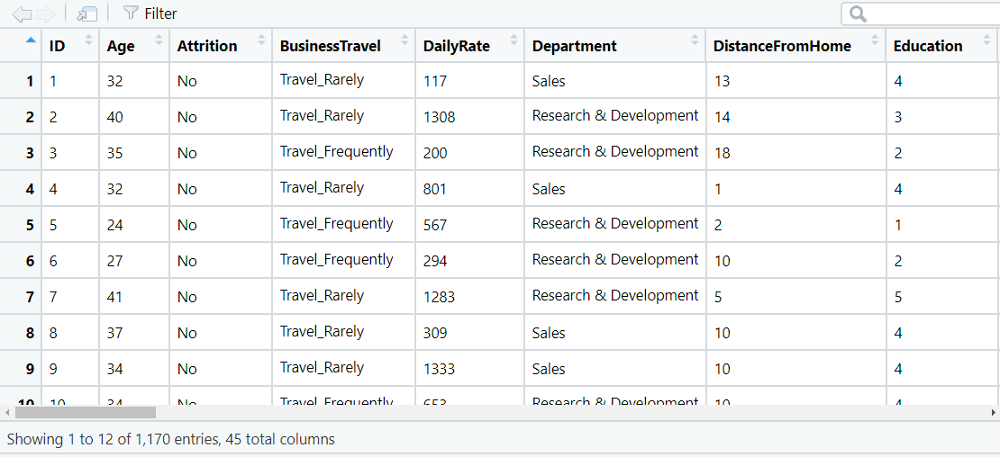 Filter
ID Age Attrition BusinessTravel DailyRate Department DistanceFromHome Education
1 1 32 No Travel_Rarely 117 Sales 13 4
2 2 40 No Travel_Rarely 1308 Research & Development 14 3
3 3 35 No Travel_Frequently 200 Research & Development 18 2
4 4 32 No Travel_Rarely 801 Sales 1 4
5 5 24 No Travel_Frequently 567 Research & Development 2 1
6 6 27 No Travel_Frequently 294 Research & Development 10 2
7 7 41 No Travel_Rarely 1283 Research & Development 5 5
8 8 37 No Travel_Rarely 309 Sales 10 4
9 9 34 No Travel_Rarely 1333 Sales 10 4
10 10 34 No Travel_Frequently 653 Research & Development 10 4
Showing 1 to 12 of 1,170 entries, 45 total columns